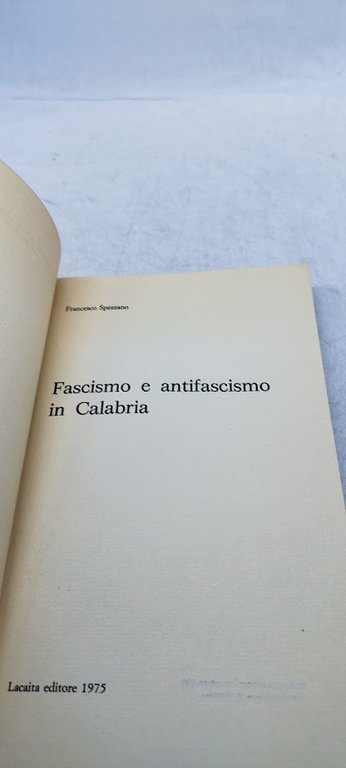 Francesco Spezzano
Fascismo e antifascismo
in Calabria
Lacaita editore 1975